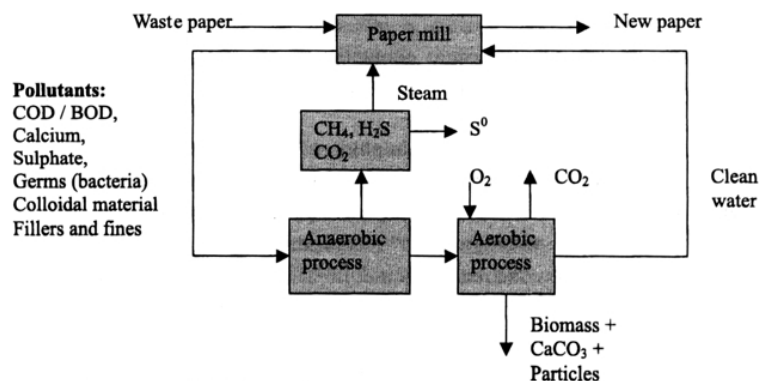 Waste paper
Paper mill
New paper
Pollutants:
COD / BOD,
Calcium,
Sulphate,
Germs (bacteria)
Colloidal material
Fillers and fines
Steam
CH₄, H₂S
CO₂
S⁰
O₂
CO₂
Clean
water
Anaerobic
process
Aerobic
process
Biomass +
CaCO₃ +
Particles